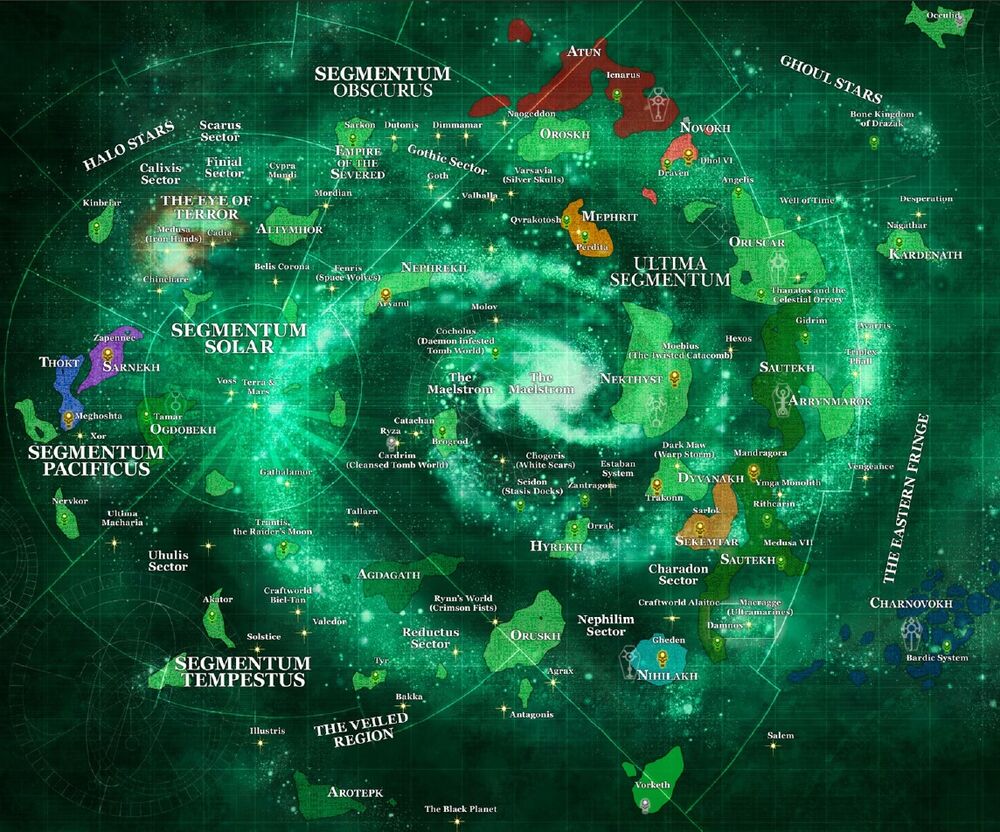 Occulid
ATUN
SEGMENTUM
OBSCURUS
Icnarus
GHOUL STARS
Naogeddon
Bone Kingdom
of Drazak
HALO STARS
Scarus
Sector
Sarkon
Dutonis
Dimmamar
OROSKH
NOVOKH
EMPIRE
OF THE
SEVERED
Gothic Sector
Dhol VI
Draven
Calixis
Sector
Finial
Sector
Cypra
Mundi
Goth
Varsavia
(Silver Skulls)
Angelis
Mordian
Valhalla
Well of Time
Desperation
Kinbriar
THE EYE OF
TERROR
Medusa
(Iron Hands)
Cadia
ALTYMHOR
Qvrakotosh
MEPHRIT
Perdita
Nagathar
KARDENATH
ORUSCAR
Chinchare
Belis Corona
Fenris
(Space Wolves)
NEPHREKH
ULTIMA
SEGMENTUM
Aryand
Thanatos and the
Celestial Orrery
Molov
Gidrim
SEGMENTUM
SOLAR
Zapennec
Cocholus
(Daemon infested
Tomb World)
Moebius
(The Twisted Catacomb)
Hexos
Triplex
Phall
THOKT
SARNEKH
SAUTEKH
Voss
Terra &
Mars
The
Maelstrom
The
Maelstrom
NEKTHYST
ARRYNMAROK
Meghoshta
Tamar
OGDOBEKH
Catachan
Ryza
Brogrod
Xor
SEGMENTUM
PACIFICUS
Cardrim
(Cleansed Tomb World)
Chogoris
(White Scars)
Dark Maw
(Warp Storm)
Mandragora
Vengeance
THE EASTERN FRINGE
Gathalamor
Estaban
System
DYVANAKH
Seidon
(Stasis Docks)
Zantragora
Trakonn
Ymga Monolith
Nervkor
Rithcarin
Sarlok
Ultima
Macharia
Trantis,
the Raider's Moon
Tallarn
Orrak
HYREKH
SEKEMTAR
Medusa VII
SAUTEKH
Uhulis
Sector
AGDAGATH
Charadon
Sector
Akator
Craftworld
Biel-Tan
Rynn's World
(Crimson Fists)
Craftworld Alaitoc
Macragge
(Ultramarines)
CHARNOVOKH
Valedor
Nephilim
Sector
Damnos
Solstice
Reductus
Sector
ORUSKH
Gheden
Bardic System
SEGMENTUM
TEMPESTUS
Tyr
Agrax
NIHILAKH
Bakka
Antagonis
THE VEILED
REGION
Illustris
Salem
Vorketh
AROTEPK
The Black Planet